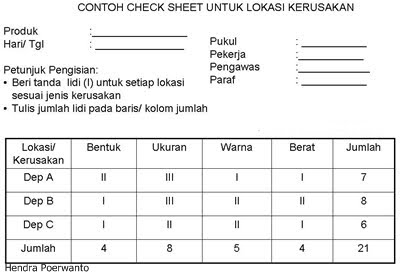 CONTOH CHECK SHEET UNTUK LOKASI KERUSAKAN
Produk :
Hari/ Tgl :
Pukul :
Pekerja :
Pengawas :
Paraf :
Petunjuk Pengisian:
• Beri tanda lidi (I) untuk setiap lokasi
sesuai jenis kerusakan
• Tulis jumlah lidi pada baris/ kolom jumlah
Lokasi/ Kerusakan Bentuk Ukuran Warna Berat Jumlah
Dep A II III I I 7
Dep B I III II II 8
Dep C I II II I 6
Jumlah 4 8 5 4 21
Hendra Poerwanto